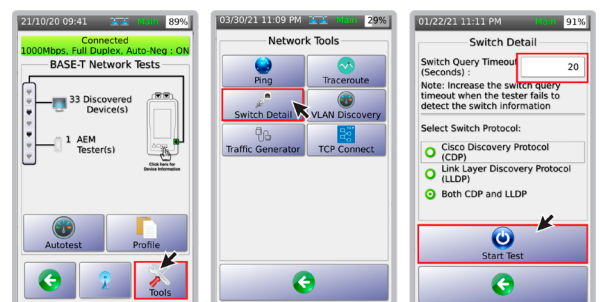 21/10/20 09:41 Main 89%
Connected
1000Mbps, Full Duplex, Auto-Neg : ON
BASE-T Network Tests
33 Discovered
Device(s)
1 AEM
Tester(s)
Click here for
Device Information
Autotest
Profile
Tools
03/30/21 11:09 PM Main 29%
Network Tools
Ping
Traceroute
Switch Detail
VLAN Discovery
Traffic Generator
TCP Connect
01/22/21 11:11 PM Main 91%
Switch Detail
Switch Query Timeout
(Seconds) :
20
Note: Increase the switch query
timeout when the tester fails to
detect the switch information
Select Switch Protocol:
Cisco Discovery Protocol
(CDP)
Link Layer Discovery Protocol
(LLDP)
Both CDP and LLDP
Start Test